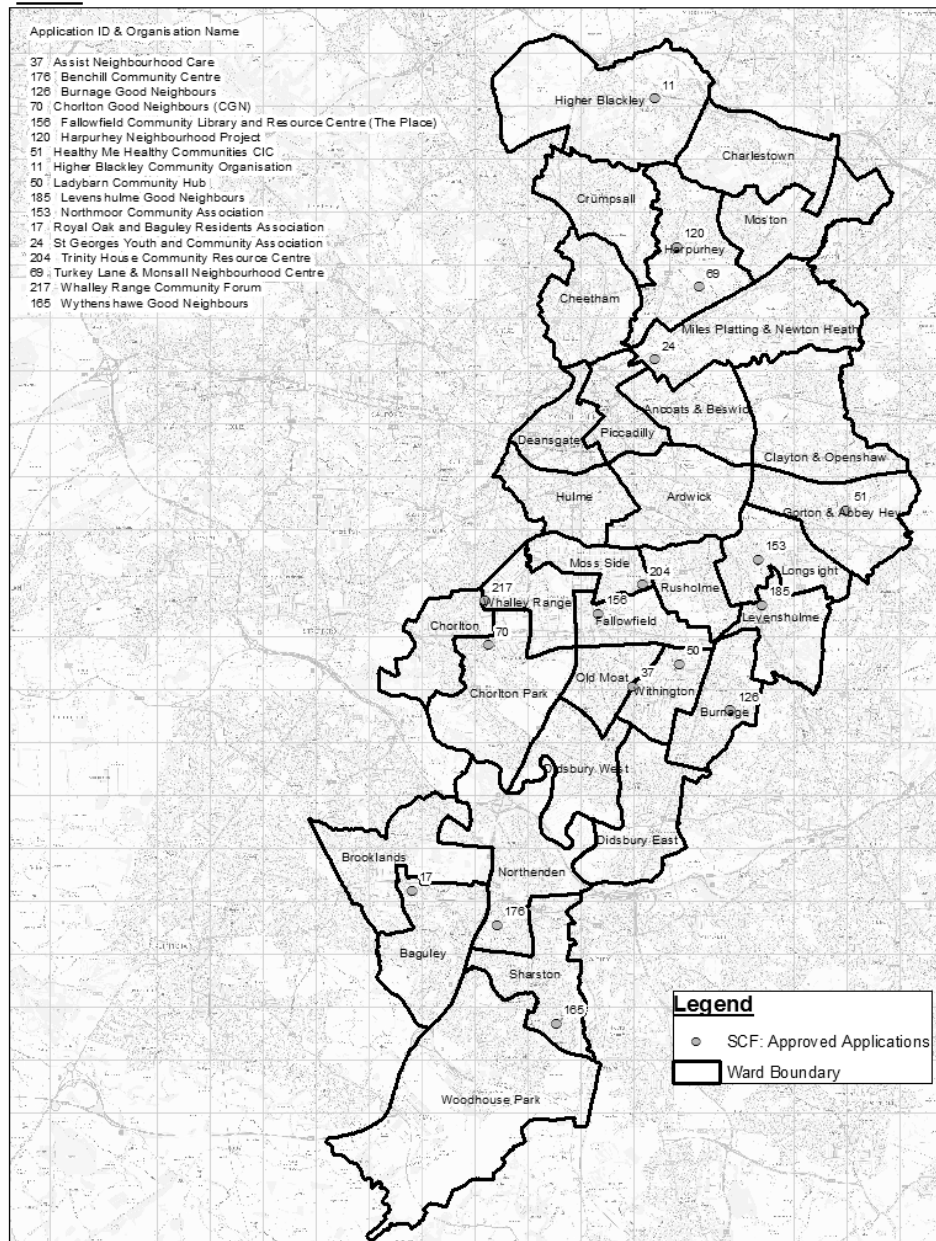 Application ID & Organisation Name
37 Assist Neighbourhood Care
176 Benchill Community Centre
126 Burnage Good Neighbours
70 Chorlton Good Neighbours (CGN)
156 Fallowfield Community Library and Resource Centre (The Place)
120 Harpurhey Neighbourhood Project
51 Healthy Me Healthy Communities CIC
11 Higher Blackley Community Organisation
50 Ladybarn Community Hub
185 Levenshulme Good Neighbours
153 Northmoor Community Association
17 Royal Oak and Baguley Residents Association
24 St Georges Youth and Community Association
204 Trinity House Community Resource Centre
69 Turkey Lane & Monsall Neighbourhood Centre
217 Whalley Range Community Forum
165 Wythenshawe Good Neighbours
11
Higher Blackley
Charlestown
Crumpsall
Moston
120
Harpurhey
69
Cheetham
Miles Platting & Newton Heath
24
Ancoats & Beswic
Piccadilly
Deansgate
Clayton & Openshaw
Hulme
Ardwick
51
Gorton & Abbey Hey
153
Moss Side
204
Longsight
Rusholme
217
Whalley Range
156
185
Fallowfield
Levenshulme
Chorlton
70
50
37
Old Moat
Withington
Chorlton Park
126
Burnage
Didsbury West
Didsbury East
Brooklands
Northenden
17
176
Baguley
Sharston
165
Woodhouse Park
Legend
SCF: Approved Applications
Ward Boundary